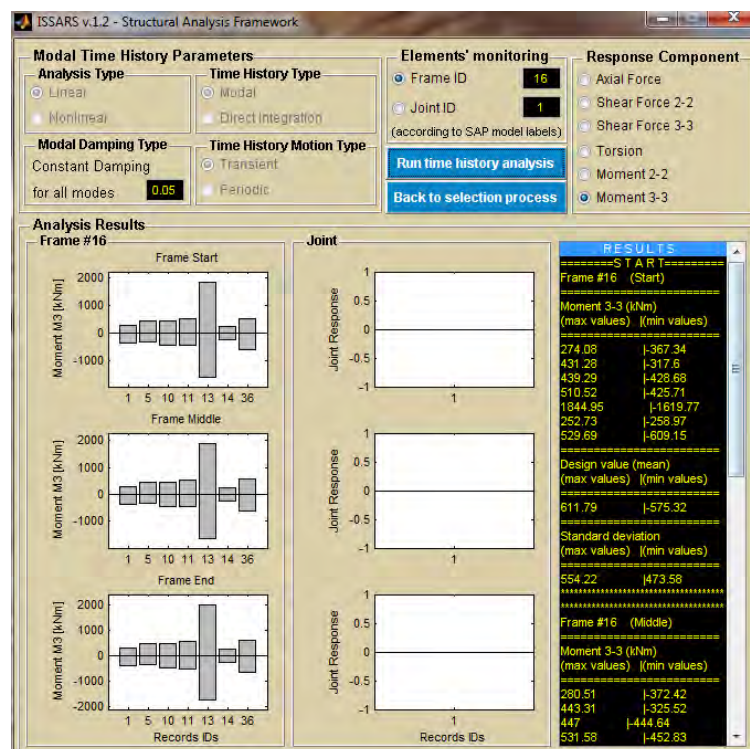 ISSARS v.1.2 - Structural Analysis Framework
Modal Time History Parameters
Analysis Type
Linear
Nonlinear
Time History Type
Modal
Direct Integration
Modal Damping Type
Constant Damping
for all modes 0.05
Time History Motion Type
Transient
Periodic
Elements' monitoring
Frame ID 16
Joint ID 1
(according to SAP model labels)
Run time history analysis
Back to selection process
Response Component
Axial Force
Shear Force 2-2
Shear Force 3-3
Torsion
Moment 2-2
Moment 3-3
Analysis Results
Frame #16
Frame Start
Moment M3 [kNm]
2000
1000
0
-1000
1 5 10 11 13 14 36
Frame Middle
Moment M3 [kNm]
2000
1000
0
-1000
1 5 10 11 13 14 36
Frame End
Moment M3 [kNm]
2000
1000
0
-1000
-2000
1 5 10 11 13 14 36
Records IDs
Joint
Joint Response
1
0.5
0
-0.5
-1
1
Joint Response
1
0.5
0
-0.5
-1
1
Joint Response
1
0.5
0
-0.5
-1
1
Records IDs
RESULTS
========START=========
Frame #16 (Start)
========================
Moment 3-3 (kNm)
(max values) |(min values)
========================
274.08 |-367.34
431.28 |-317.6
439.29 |-428.68
510.52 |-425.71
1844.95 |-1619.77
252.73 |-258.97
529.69 |-609.15
========================
Design value (mean)
(max values) |(min values)
========================
611.79 |-575.32
========================
Standard deviation
(max values) |(min values)
========================
554.22 |473.58
************************************
************************************
Frame #16 (Middle)
========================
Moment 3-3 (kNm)
(max values) |(min values)
========================
280.51 |-372.42
443.31 |-325.52
447 |-444.64
531.58 |-452.83